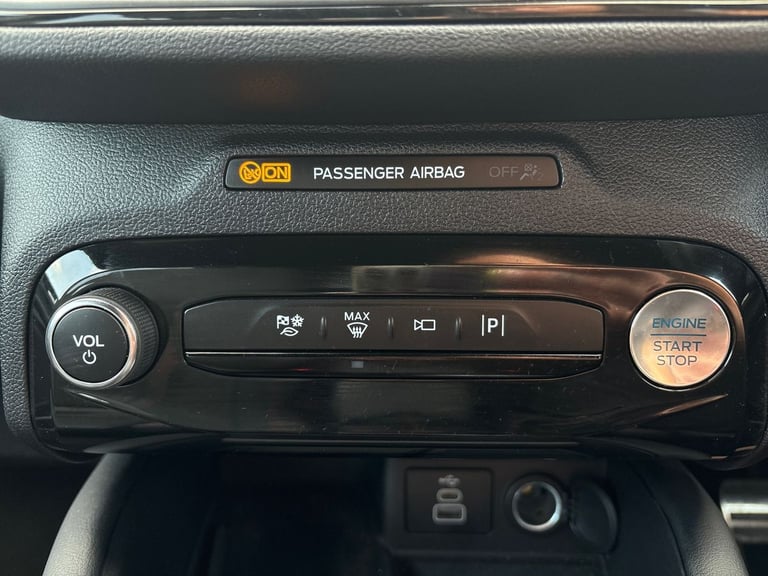 ON PASSENGER AIRBAG OFF
VOL
MAX
P
ENGINE
START
STOP